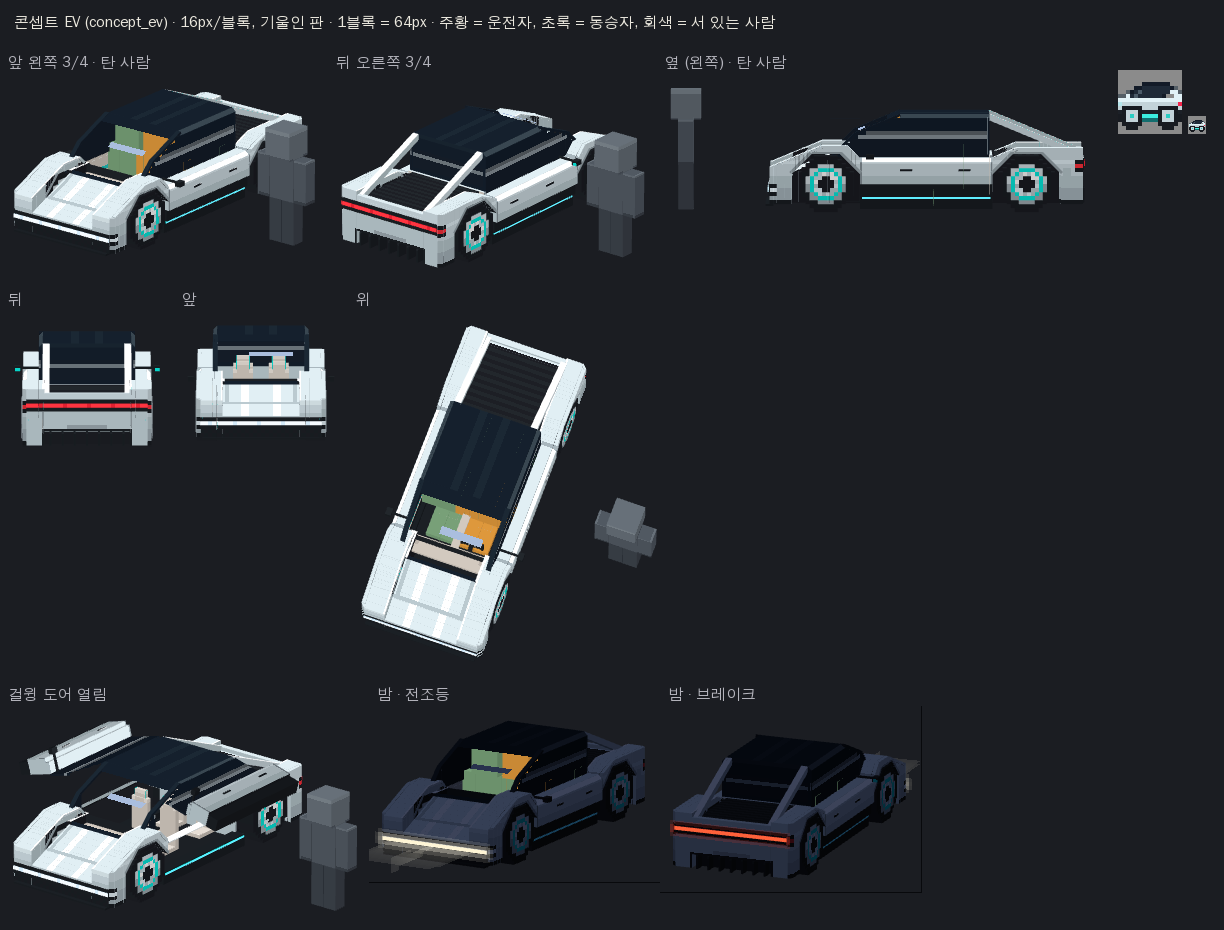 콘셉트 EV (concept_ev) · 16px/블록, 기울인 판 · 1블록 = 64px · 주황 = 운전자, 초록 = 동승자, 회색 = 서 있는 사람
앞 왼쪽 3/4 · 탄 사람
뒤 오른쪽 3/4
옆 (왼쪽) · 탄 사람
뒤
앞
위
걸윙 도어 열림
밤 · 전조등
밤 · 브레이크